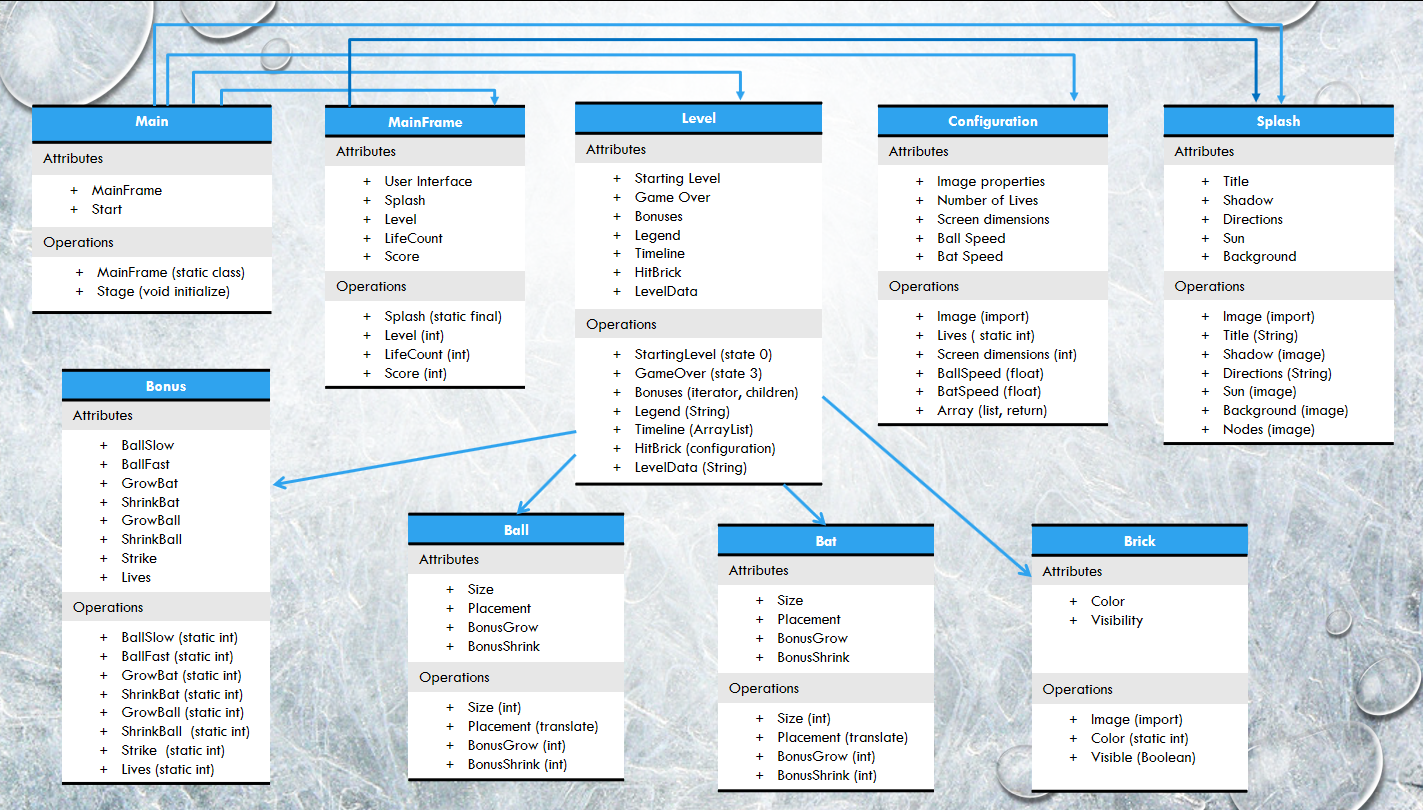 Main
Attributes
+ MainFrame
+ Start
Operations
+ MainFrame (static class)
+ Stage (void initialize)
MainFrame
Attributes
+ User Interface
+ Splash
+ Level
+ LifeCount
+ Score
Operations
+ Splash (static final)
+ Level (int)
+ LifeCount (int)
+ Score (int)
Level
Attributes
+ Starting Level
+ Game Over
+ Bonuses
+ Legend
+ Timeline
+ HitBrick
+ LevelData
Operations
+ StartingLevel (state 0)
+ GameOver (state 3)
+ Bonuses (iterator, children)
+ Legend (String)
+ Timeline (ArrayList)
+ HitBrick (configuration)
+ LevelData (String)
Configuration
Attributes
+ Image properties
+ Number of Lives
+ Screen dimensions
+ Ball Speed
+ Bat Speed
Operations
+ Image (import)
+ Lives ( static int)
+ Screen dimensions (int)
+ BallSpeed (float)
+ BatSpeed (float)
+ Array (list, return)
Splash
Attributes
+ Title
+ Shadow
+ Directions
+ Sun
+ Background
Operations
+ Image (import)
+ Title (String)
+ Shadow (image)
+ Directions (String)
+ Sun (image)
+ Background (image)
+ Nodes (image)
Bonus
Attributes
+ BallSlow
+ BallFast
+ GrowBat
+ ShrinkBat
+ GrowBall
+ ShrinkBall
+ Strike
+ Lives
Operations
+ BallSlow (static int)
+ BallFast (static int)
+ GrowBat (static int)
+ ShrinkBat (static int)
+ GrowBall (static int)
+ ShrinkBall (static int)
+ Strike (static int)
+ Lives (static int)
Ball
Attributes
+ Size
+ Placement
+ BonusGrow
+ BonusShrink
Operations
+ Size (int)
+ Placement (translate)
+ BonusGrow (int)
+ BonusShrink (int)
Bat
Attributes
+ Size
+ Placement
+ BonusGrow
+ BonusShrink
Operations
+ Size (int)
+ Placement (translate)
+ BonusGrow (int)
+ BonusShrink (int)
Brick
Attributes
+ Color
+ Visibility
Operations
+ Image (import)
+ Color (static int)
+ Visible (Boolean)